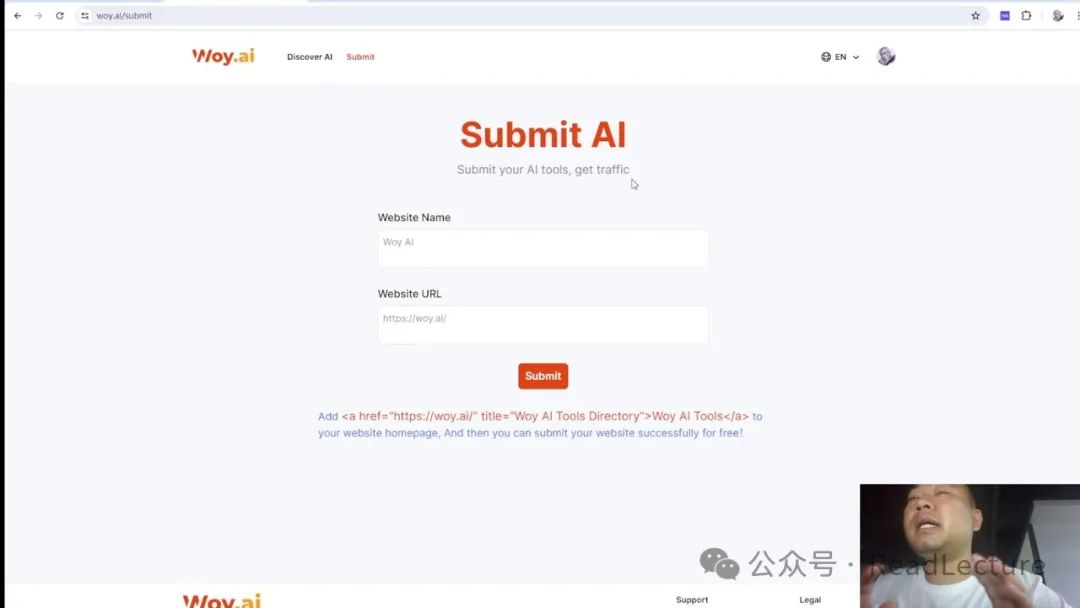 woy.ai/submit
Woy.ai
Discover AI
Submit
EN
Submit AI
Submit your AI tools, get traffic
Website Name
Woy AI
Website URL
https://woy.ai/
Submit
Add <a href="https://woy.ai/" title="Woy AI Tools Directory">Woy AI Tools</a> to
your website homepage, And then you can submit your website successfully for free!
公众号 · ReadLecture
Woy.ai
Support
Legal